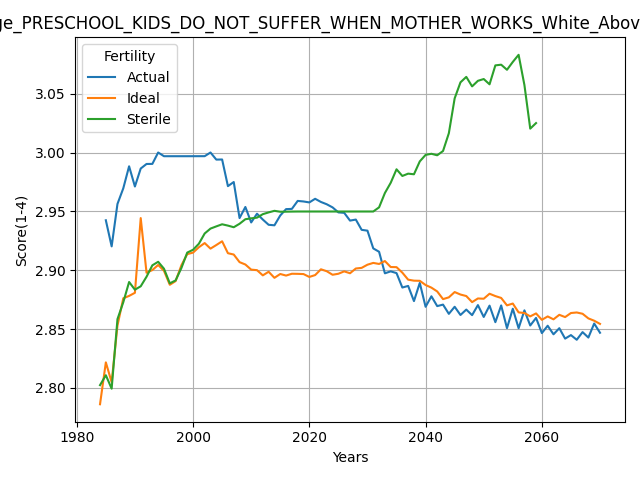 ge_PRESCHOOL_KIDS_DO_NOT_SUFFER_WHEN_MOTHER_WORKS_White_Abov
Fertility
Actual
Ideal
Sterile
Score(1-4)
3.05
3.00
2.95
2.90
2.85
2.80
1980 2000 2020 2040 2060
Years